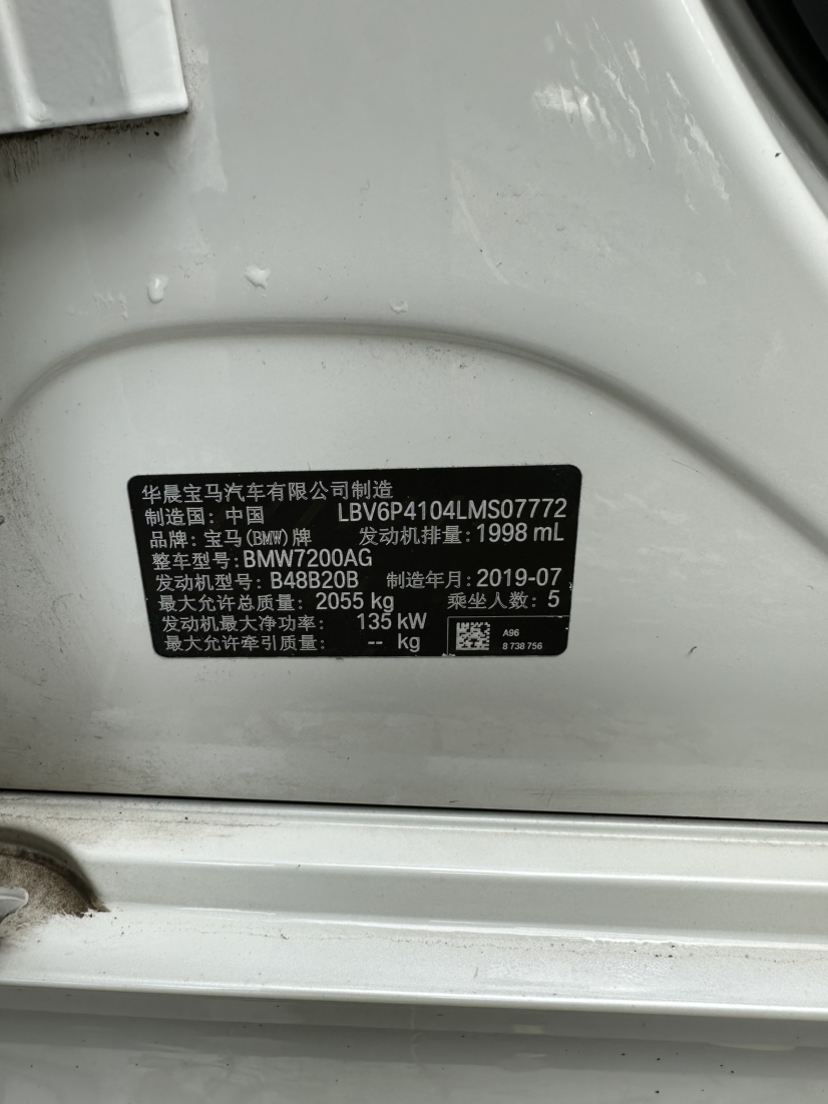 华晨宝马汽车有限公司制造
制造国: 中国 LBV6P4104LMS07772
品牌: 宝马(BMW)牌 发动机排量: 1998 mL
整车型号: BMW7200AG
发动机型号: B48B20B 制造年月: 2019-07
最大允许总质量: 2055 kg 乘坐人数: 5
发动机最大净功率: 135 kW
最大允许牵引质量: -- kg
A96
8 738 756